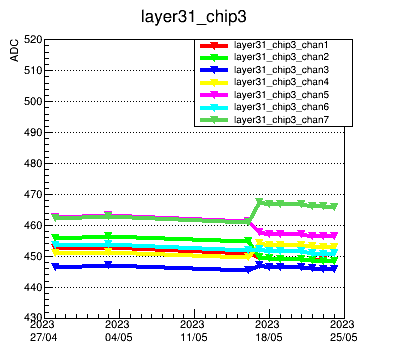 layer31_chip3
ADC
520
510
500
490
480
470
460
450
440
430
layer31_chip3_chan1
layer31_chip3_chan2
layer31_chip3_chan3
layer31_chip3_chan4
layer31_chip3_chan5
layer31_chip3_chan6
layer31_chip3_chan7
2023 2023 2023 2023 2023
27/04 04/05 11/05 18/05 25/05